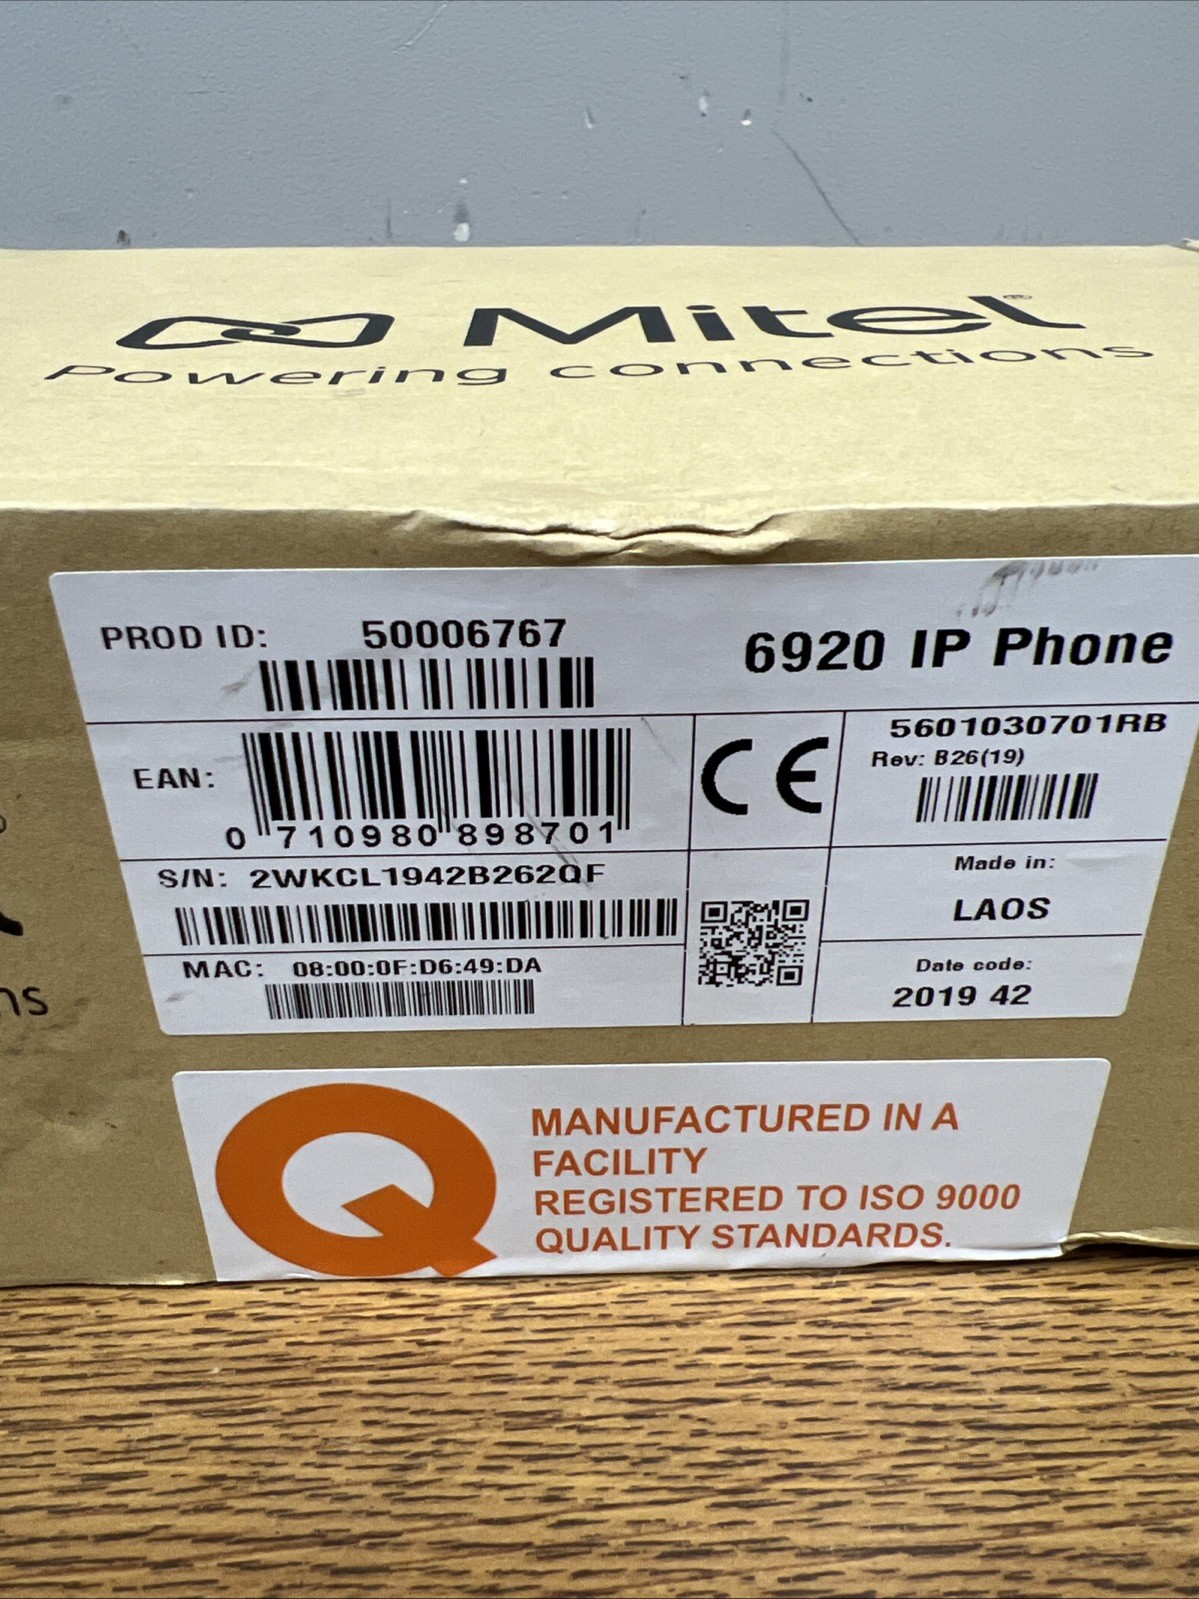 Mitel®
Powering connections
PROD ID: 50006767
6920 IP Phone
EAN:
0 710980 898701
5601030701RB
Rev: B26(19)
S/N: 2WKCL1942B262QF
Made in:
LAOS
MAC: 08:00:0F:D6:49:DA
Date code:
2019 42
MANUFACTURED IN A
FACILITY
REGISTERED TO ISO 9000
QUALITY STANDARDS.